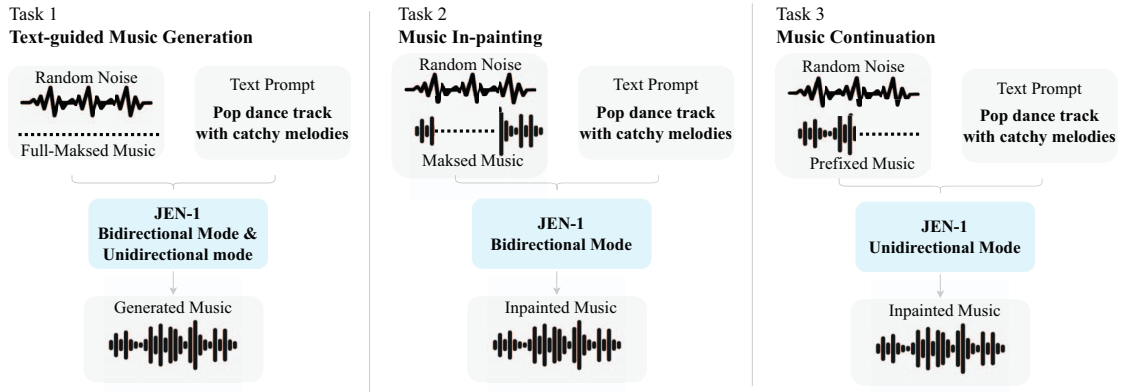 Task 1
Text-guided Music Generation
Random Noise
Full-Maksed Music
Text Prompt
Pop dance track
with catchy melodies
JEN-1
Bidirectional Mode &
Unidirectional mode
Generated Music
Task 2
Music In-painting
Random Noise
Maksed Music
Text Prompt
Pop dance track
with catchy melodies
JEN-1
Bidirectional Mode
Inpainted Music
Task 3
Music Continuation
Random Noise
Prefixed Music
Text Prompt
Pop dance track
with catchy melodies
JEN-1
Unidirectional Mode
Inpainted Music